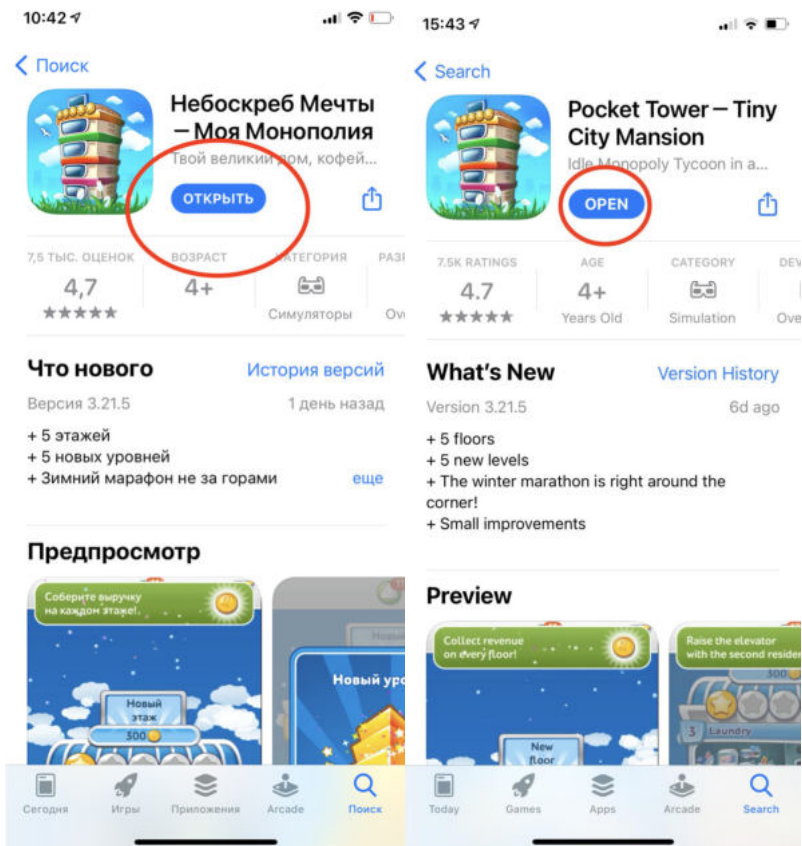 10:42
Поиск
Небоскреб Мечты
– Моя Монополия
Твой великий дом, кофей...
ОТКРЫТЬ
7,5 ТЫС. ОЦЕНОК
4,7
ВОЗРАСТ
4+
КАТЕГОРИЯ
Симуляторы
Что нового
История версий
Версия 3.21.5
1 день назад
+ 5 этажей
+ 5 новых уровней
+ Зимний марафон не за горами
еще
Предпросмотр
Соберите выручку
на каждом этаже!
Новый
этаж
500
Сегодня
Игры
Приложения
Arcade
Поиск
15:43
Search
Pocket Tower – Tiny
City Mansion
Idle Monopoly Tycoon in a...
OPEN
7.5K RATINGS
4.7
AGE
4+
Years Old
CATEGORY
Simulation
What's New
Version History
Version 3.21.5
6d ago
+ 5 floors
+ 5 new levels
+ The winter marathon is right around the
corner!
+ Small improvements
Preview
Collect revenue
on every floor!
New
floor
Raise the elevator
with the second
3 Laundry
Today
Games
Apps
Arcade
Search